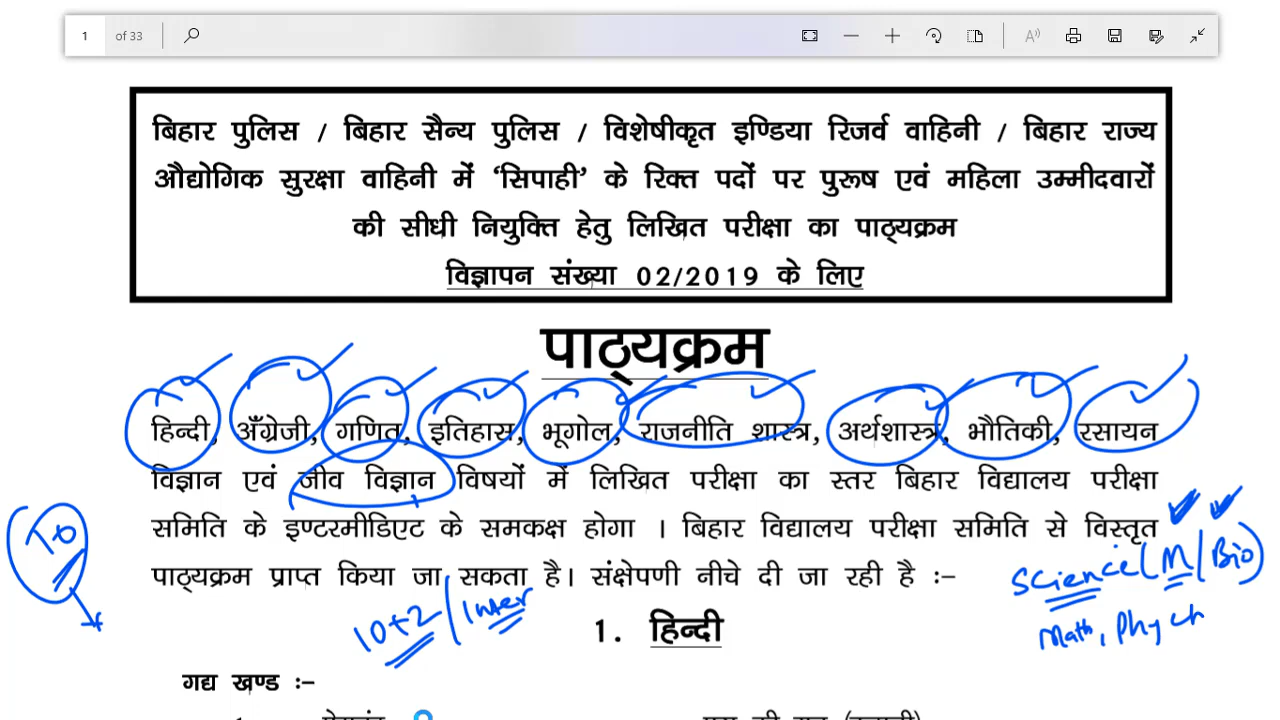 1 of 33
बिहार पुलिस / बिहार सैन्य पुलिस / विशेषीकृत इण्डिया रिजर्व वाहिनी / बिहार राज्य
औद्योगिक सुरक्षा वाहिनी में ‘सिपाही’ के रिक्त पदों पर पुरूष एवं महिला उम्मीदवारों
की सीधी नियुक्ति हेतु लिखित परीक्षा का पाठ्यक्रम
विज्ञापन संख्या 02/2019 के लिए
पाठ्यक्रम
हिन्दी, अँग्रेजी, गणित, इतिहास, भूगोल, राजनीति शास्त्र, अर्थशास्त्र, भौतिकी, रसायन
विज्ञान एवं जीव विज्ञान विषयों में लिखित परीक्षा का स्तर बिहार विद्यालय परीक्षा
समिति के इण्टरमीडिएट के समकक्ष होगा । बिहार विद्यालय परीक्षा समिति से विस्तृत
पाठ्यक्रम प्राप्त किया जा सकता है। संक्षेपणी नीचे दी जा रही है :-
Science (M/Bio)
10+2/Inter
Math, Phy ch
1. हिन्दी
गद्य खण्ड :-